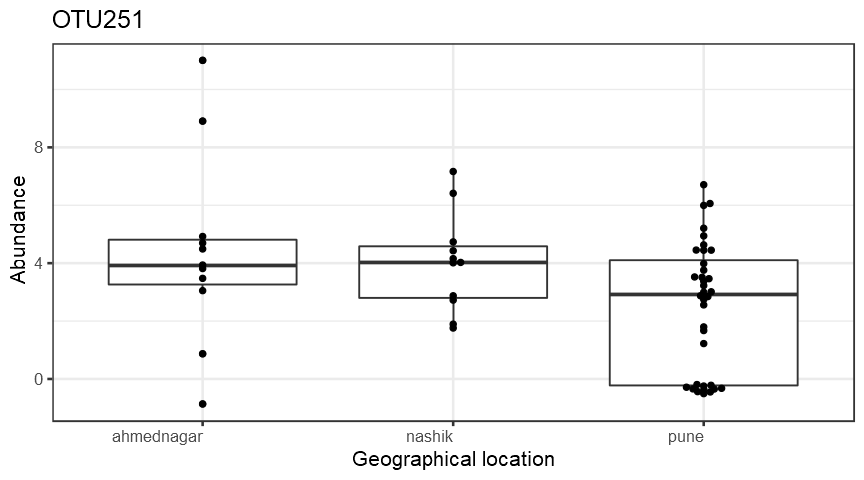 OTU251
Abundance
8
4
0
ahmednagar nashik pune
Geographical location